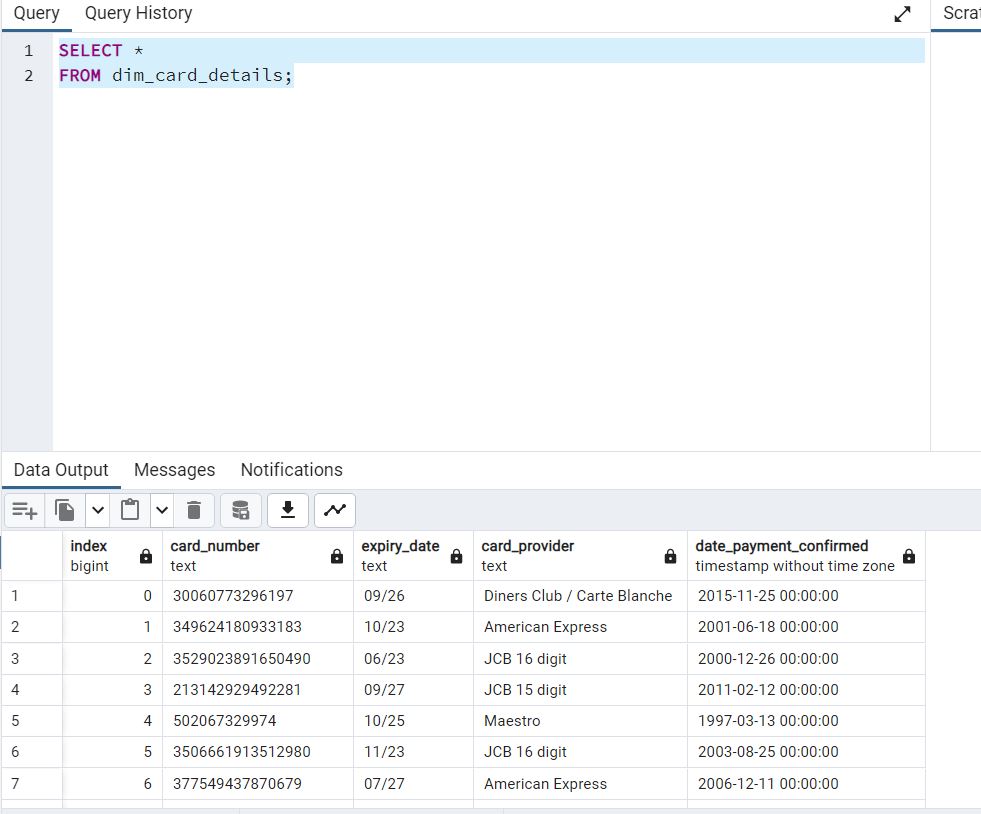 Query Query History Scrat
1 SELECT *
2 FROM dim_card_details;
Data Output Messages Notifications
index card_number expiry_date card_provider date_payment_confirmed
bigint text text text timestamp without time zone
1 0 30060773296197 09/26 Diners Club / Carte Blanche 2015-11-25 00:00:00
2 1 349624180933183 10/23 American Express 2001-06-18 00:00:00
3 2 3529023891650490 06/23 JCB 16 digit 2000-12-26 00:00:00
4 3 213142929492281 09/27 JCB 15 digit 2011-02-12 00:00:00
5 4 502067329974 10/25 Maestro 1997-03-13 00:00:00
6 5 3506661913512980 11/23 JCB 16 digit 2003-08-25 00:00:00
7 6 377549437870679 07/27 American Express 2006-12-11 00:00:00